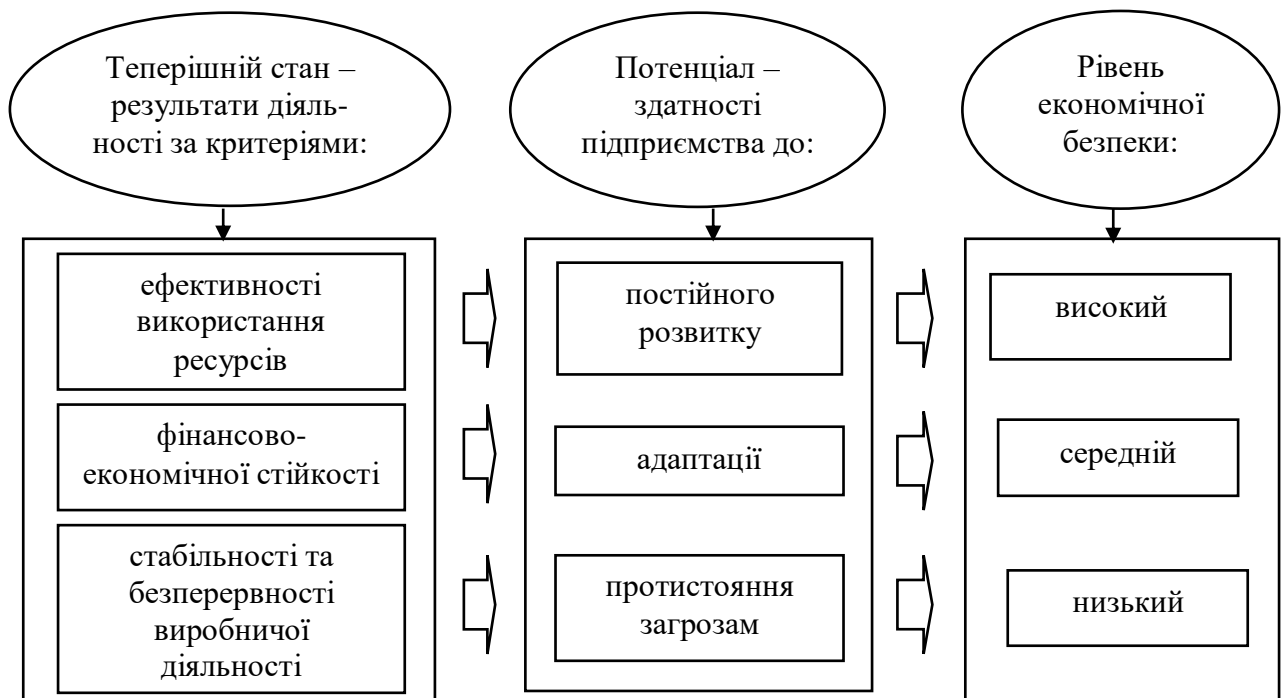 Теперішній стан –
результати діяль-
ності за критеріями:
Потенціал –
здатності
підприємства до:
Рівень
економічної
безпеки:
ефективності
використання
ресурсів
постійного
розвитку
високий
фінансово-
економічної стійкості
адаптації
середній
стабільності та
безперервності
виробничої
діяльності
протистояння
загрозам
низький